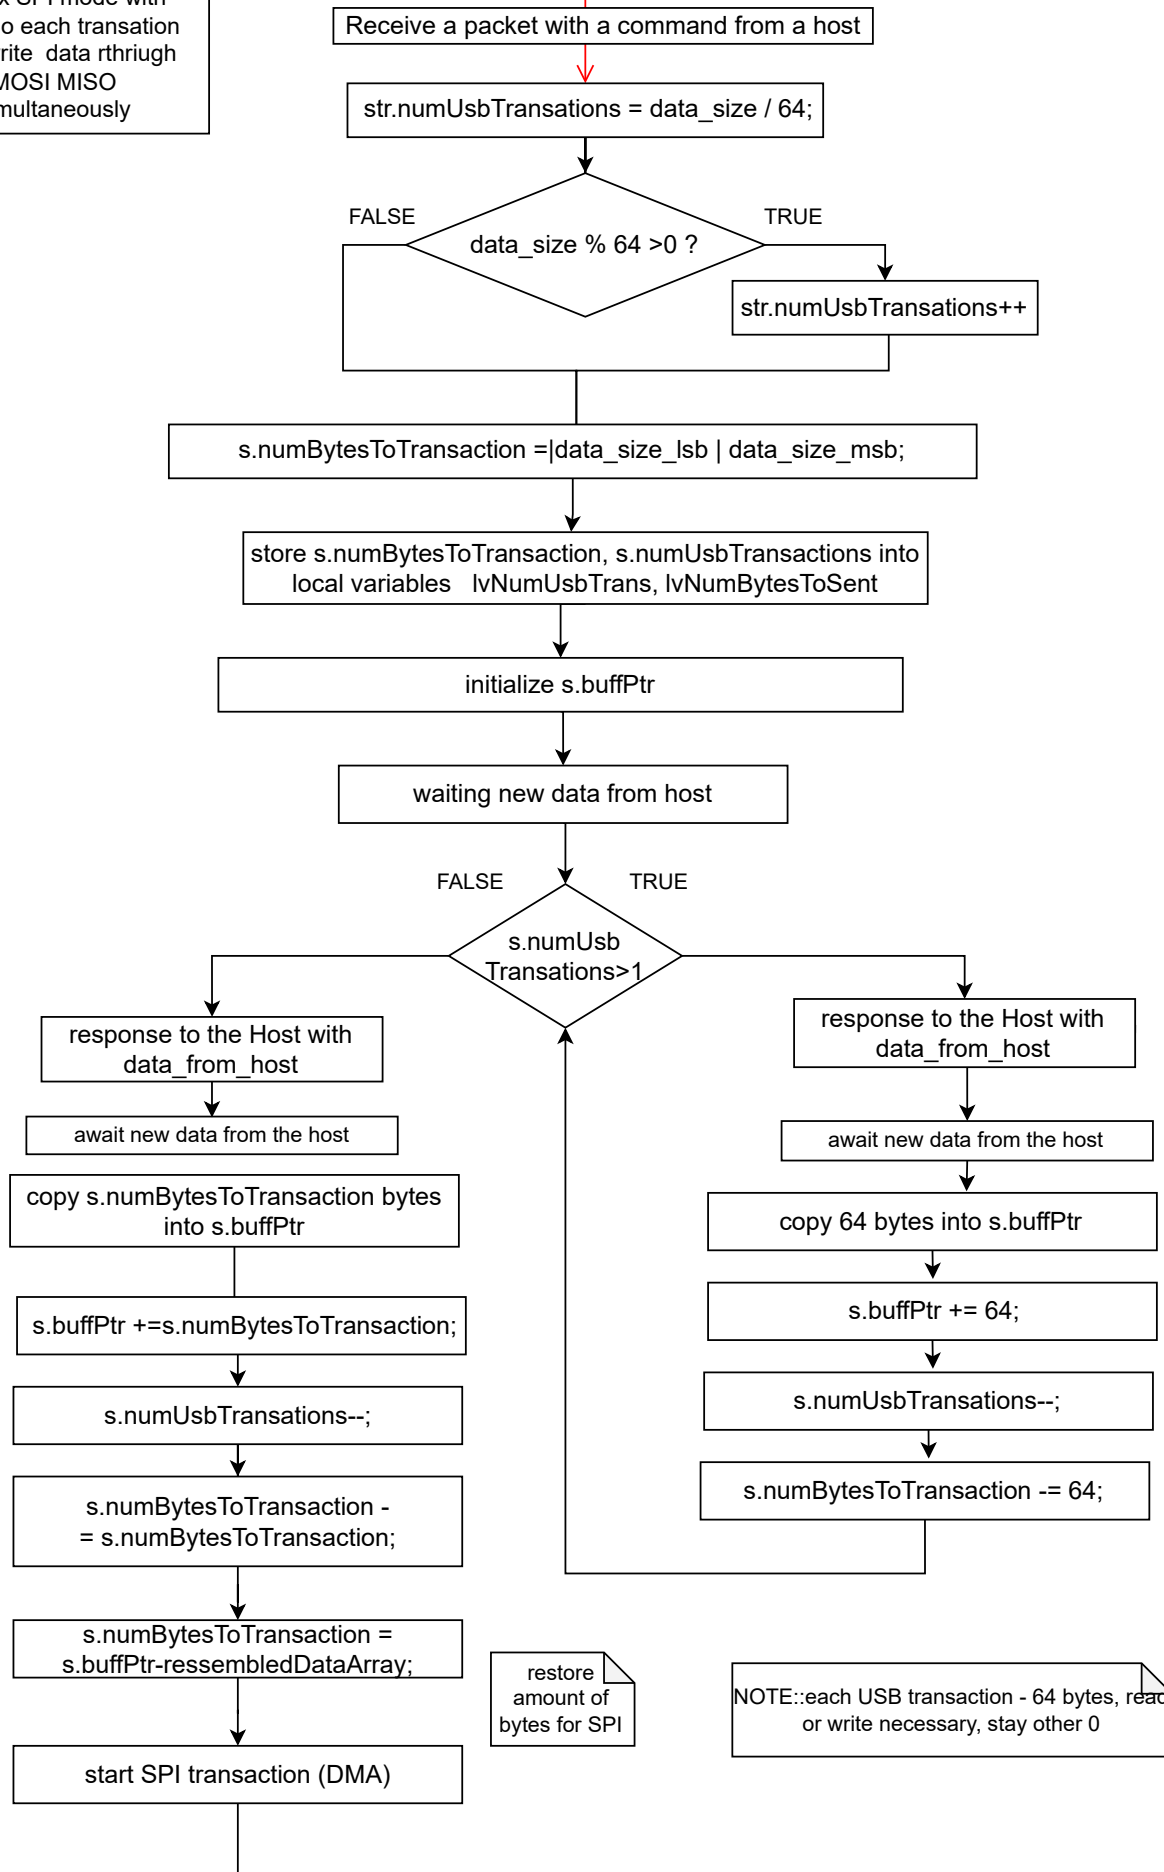 o each transation
data rthriugh
MOSI MISO
Receive a packet with a command from a host
str.numUsbTransations = data_size / 64;
FALSE
TRUE
data_size % 64 >0 ?
str.numUsbTransations++
s.numBytesToTransaction =|data_size_lsb | data_size_msb;
store s.numBytesToTransaction, s.numUsbTransactions into
local variables lvNumUsbTrans, lvNumBytesToSent
initialize s.buffPtr
waiting new data from host
FALSE
TRUE
s.numUsb
Transations>1
response to the Host with
data_from_host
await new data from the host
copy s.numBytesToTransaction bytes
into s.buffPtr
s.buffPtr +=s.numBytesToTransaction;
s.numUsbTransations--;
s.numBytesToTransaction -
= s.numBytesToTransaction;
s.numBytesToTransaction =
s.buffPtr-ressembledDataArray;
start SPI transaction (DMA)
response to the Host with
data_from_host
await new data from the host
copy 64 bytes into s.buffPtr
s.buffPtr += 64;
s.numUsbTransations--;
s.numBytesToTransaction -= 64;
restore
amount of
bytes for SPI
NOTE::each USB transaction - 64 bytes,
or write necessary, stay other 0